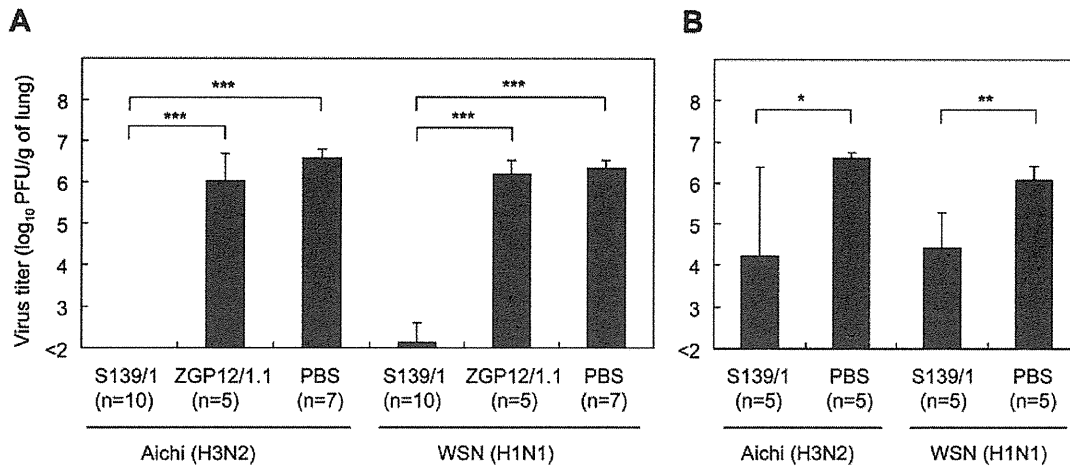 A
Virus titer (log10 PFU/g of lung)
8
7
6
5
4
3
<2
***
***
***
***
S139/1 ZGP12/1.1 PBS S139/1 ZGP12/1.1 PBS
(n=10) (n=5) (n=7) (n=10) (n=5) (n=7)
Aichi (H3N2) WSN (H1N1)
B
8
7
6
5
4
3
<2
* **
S139/1 PBS S139/1 PBS
(n=5) (n=5) (n=5) (n=5)
Aichi (H3N2) WSN (H1N1)